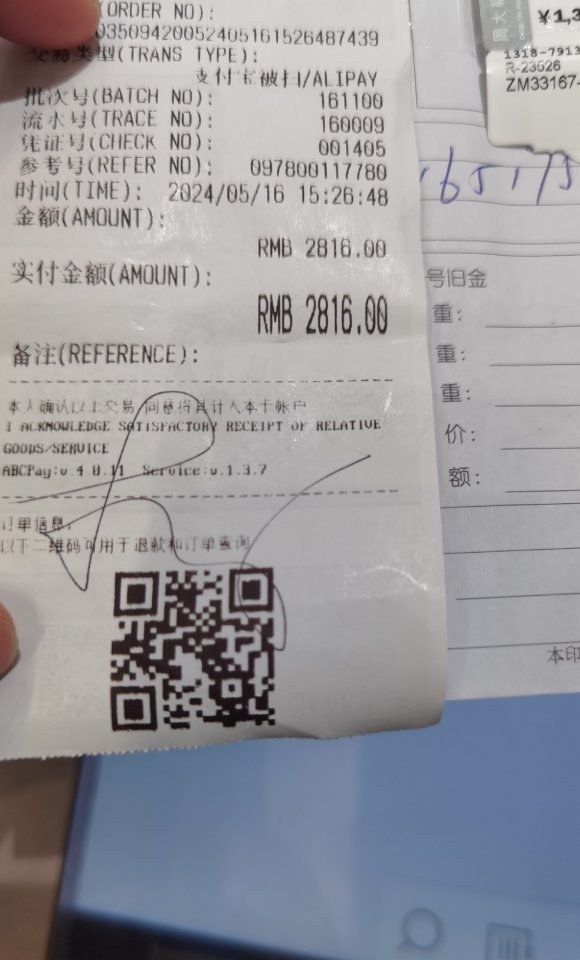 (ORDER NO):
03509420052405161526487439
交易类型(TRANS TYPE):
支付宝被扫/ALIPAY
批次号(BATCH NO): 161100
流水号(TRACE NO): 160009
凭证号(CHECK NO): 001405
参考号(REFER NO): 097800117780
时间(TIME): 2024/05/16 15:26:48
金额(AMOUNT):
RMB 2816.00
实付金额(AMOUNT):
RMB 2816.00
备注(REFERENCE):
本人确认以上交易,同意将其计入本卡帐户
I ACKNOWLEDGE SATISFACTORY RECEIPT OF RELATIVE
GOODS/SERVICE
ABCPay:v.4.0.11 Service:v.1.3.7
订单信息:
以下二维码可用于退款和订单查询
¥1,3
1318-7913
R-23526
ZM33167-
号旧金
重:
重:
重:
价:
额:
本印